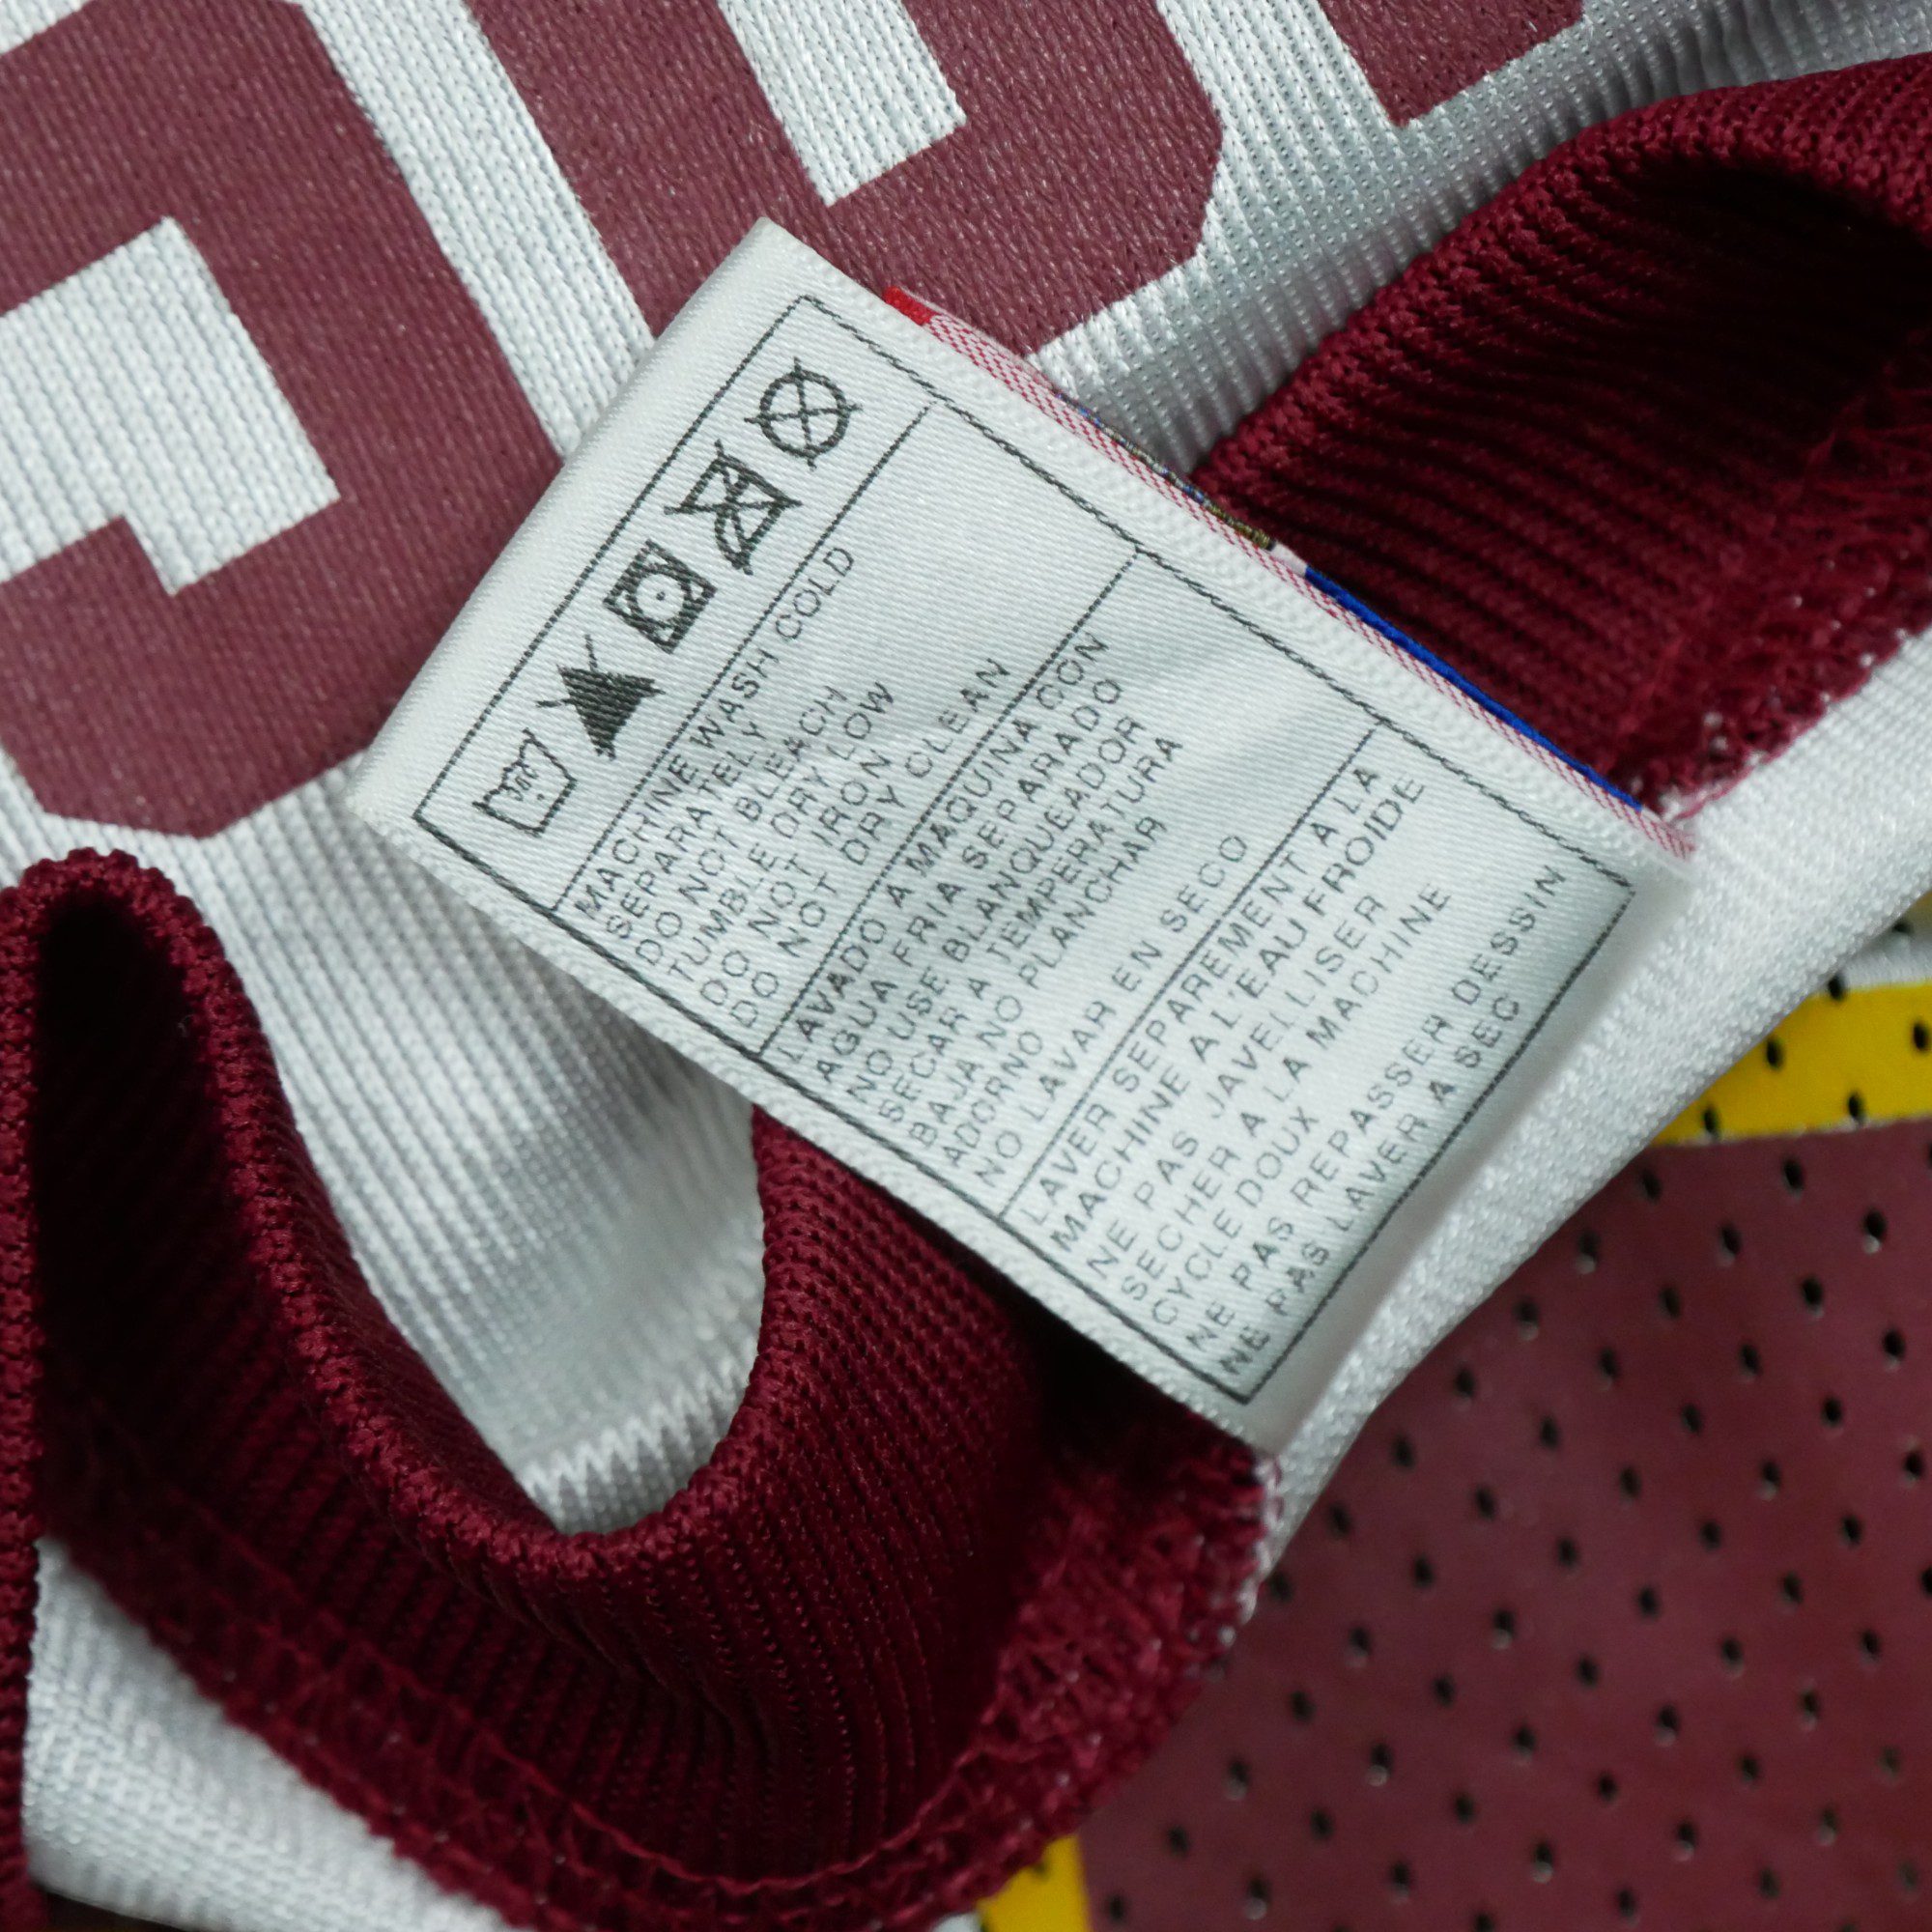 MACHINE WASH COLD
SEPARATELY
DO NOT BLEACH
TUMBLE DRY LOW
DO NOT IRON
DO NOT DRY CLEAN
LAVADO A MAQUINA CON
AGUA FRIA SEPARADO
NO USE BLANQUEADOR
SECAR A TEMPERATURA
BAJA NO PLANCHAR
ADORNO
NO LAVAR EN SECO
LAVER SEPAREMENT A LA
MACHINE A L'EAU FROIDE
NE PAS JAVELLISER
SECHER A LA MACHINE
CYCLE DOUX
NE PAS REPASSER DESSIN
NE PAS LAVER A SEC